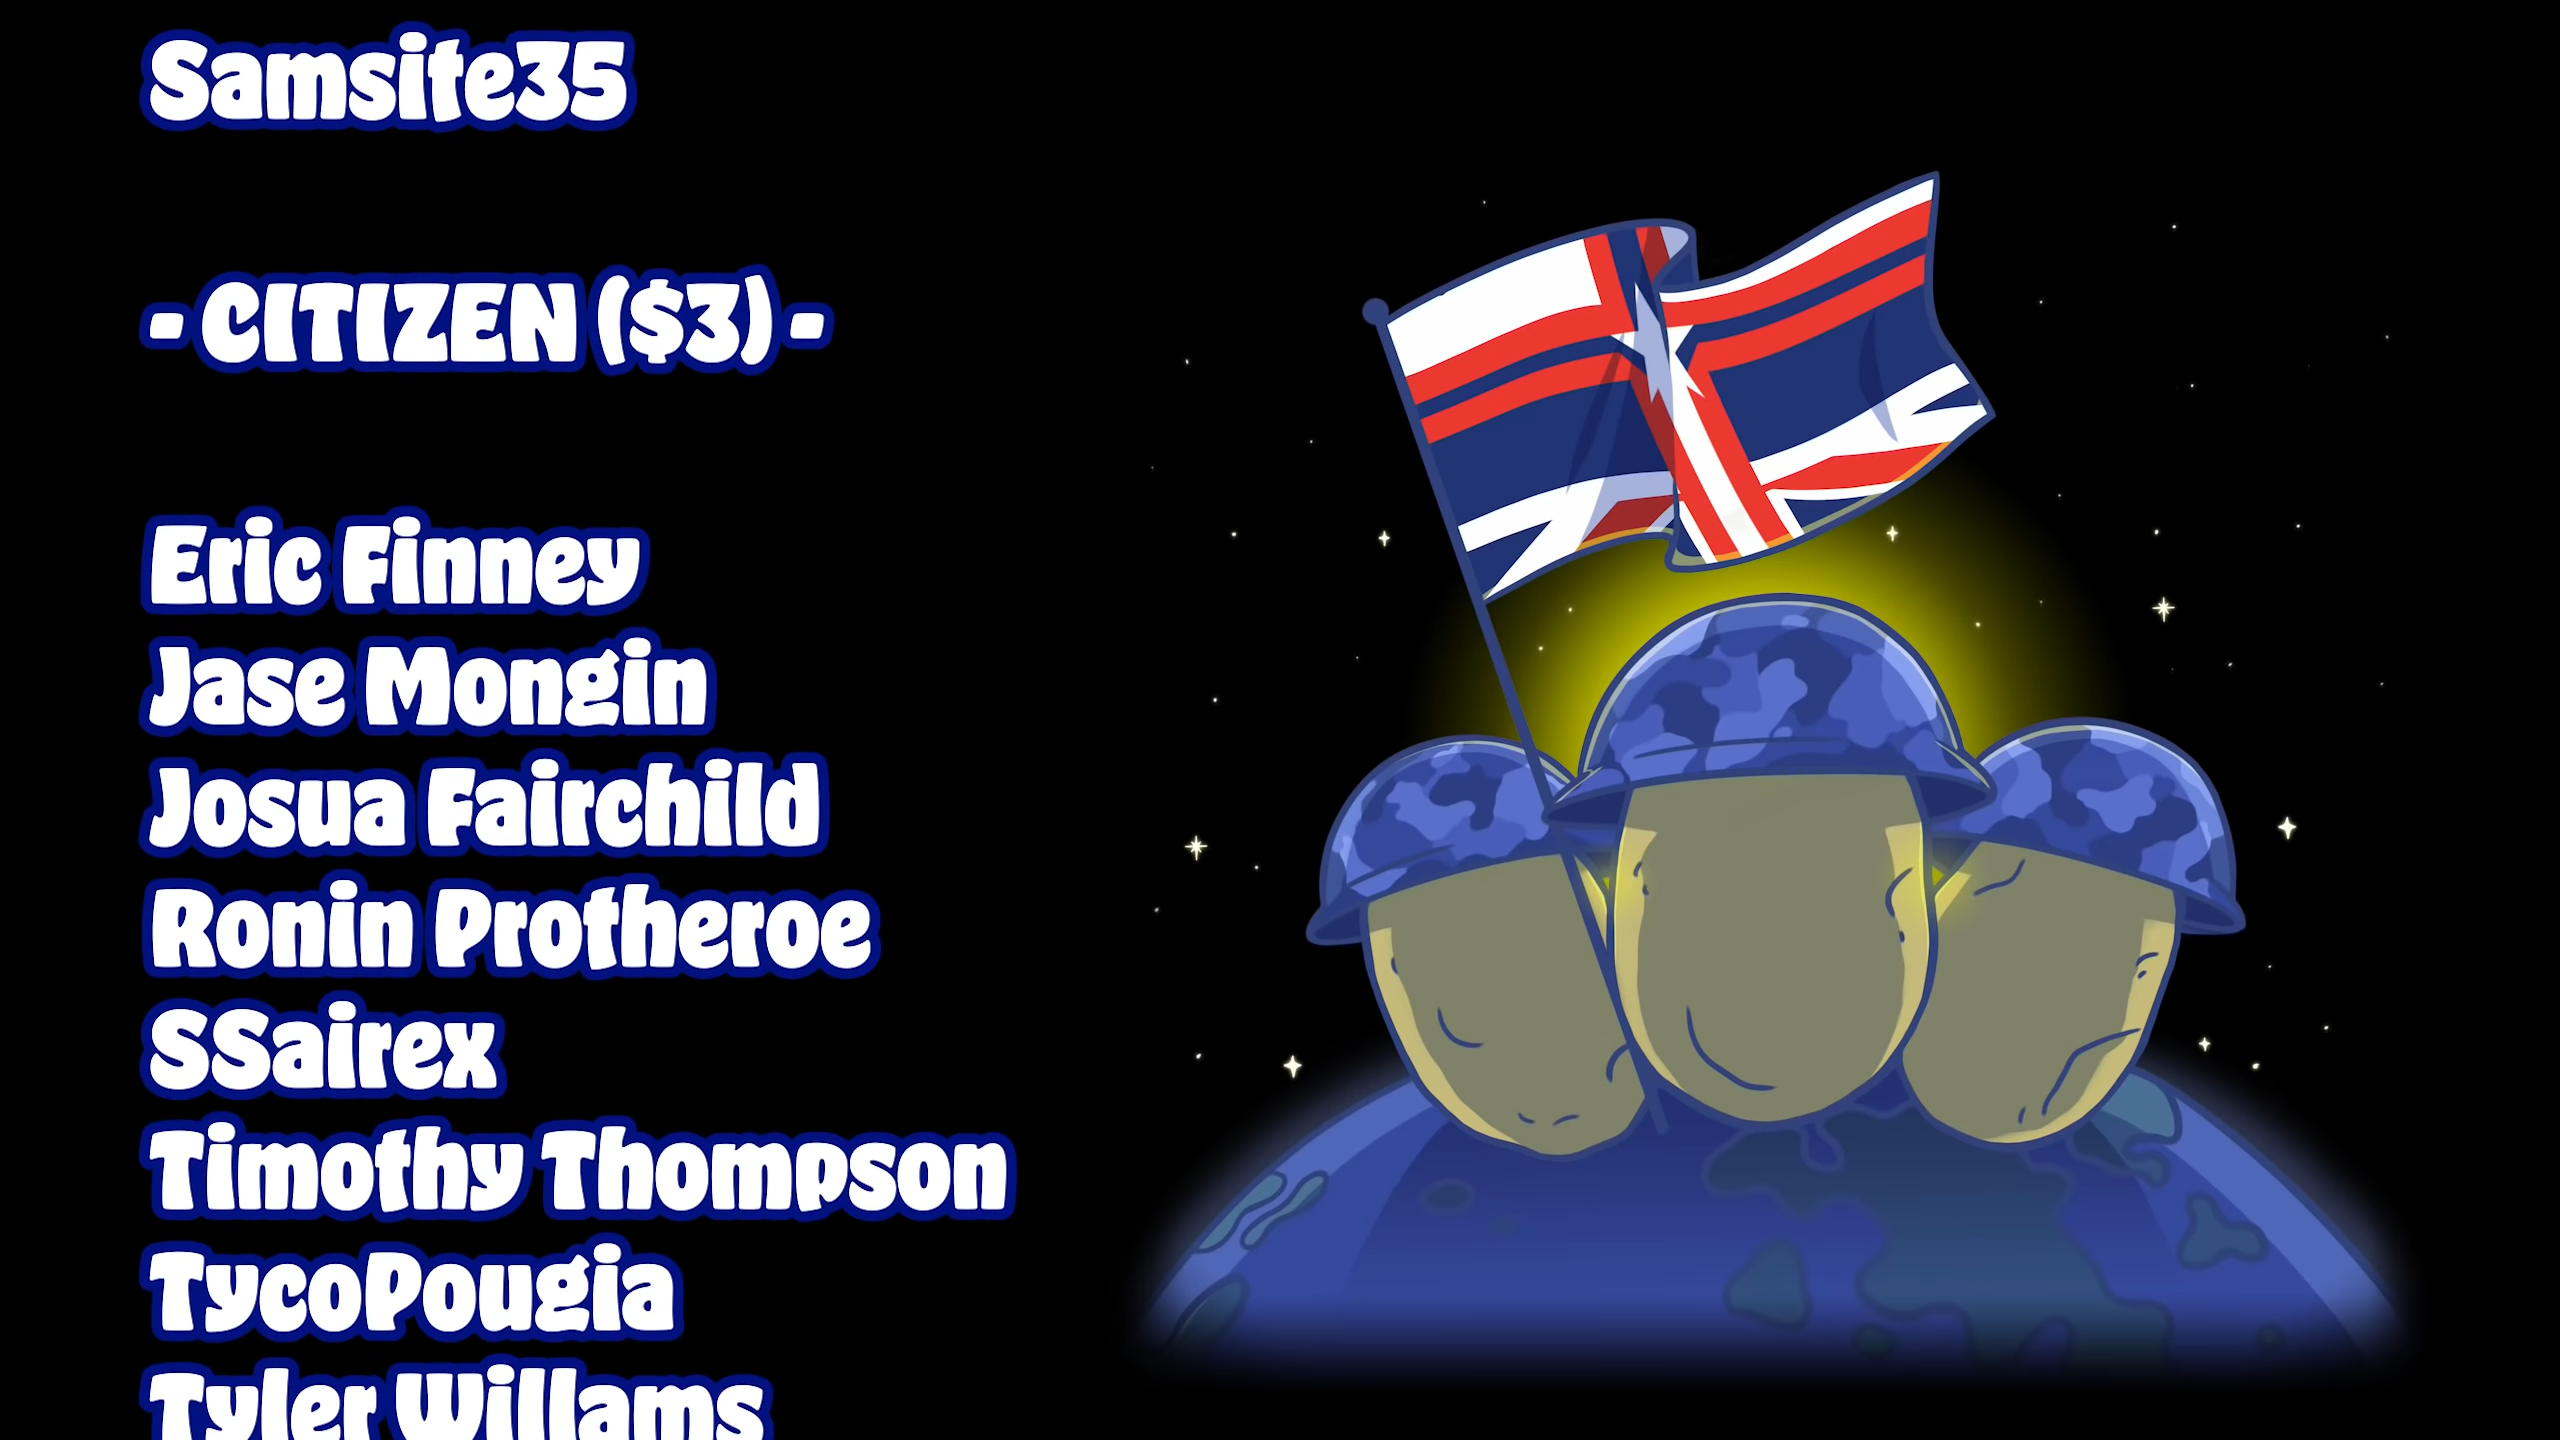 Samsite35
- CITIZEN ($3) -
Eric Finney
Jase Mongin
Josua Fairchild
Ronin Protheroe
SSairex
Timothy Thompson
TycoPougia
Tyler Willams